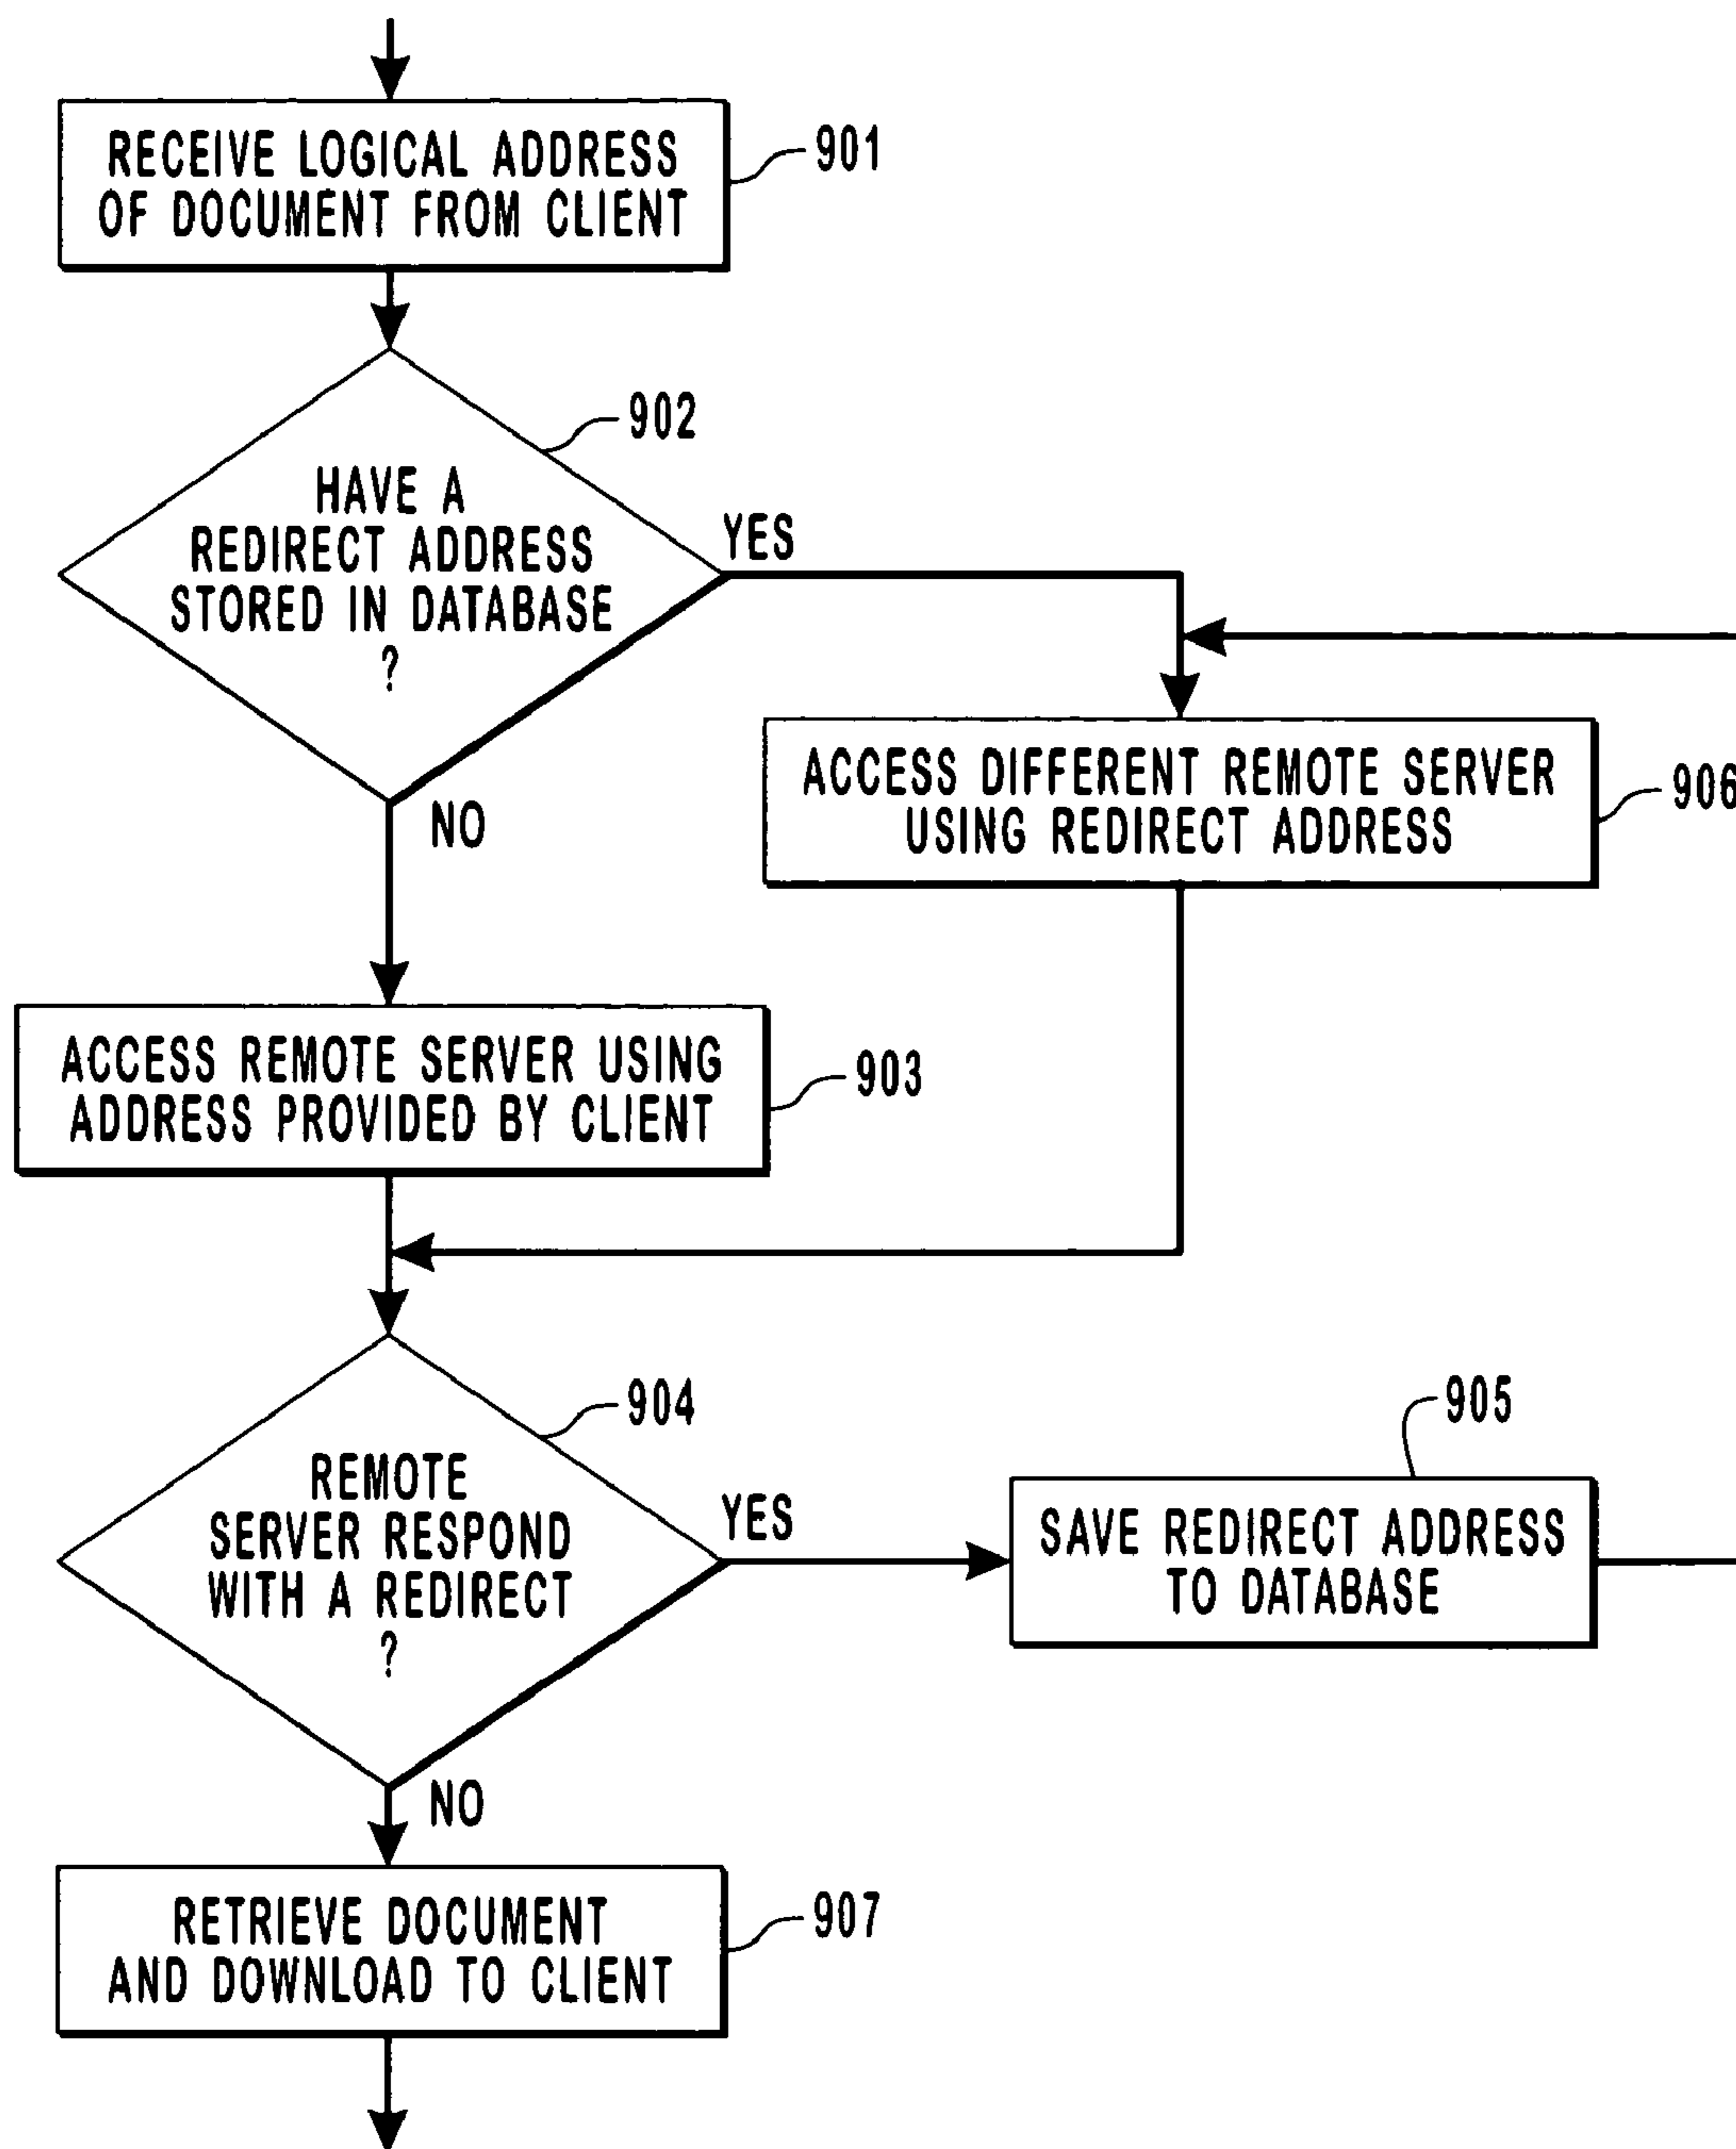 RECEIVE LOGICAL ADDRESS
OF DOCUMENT FROM CLIENT
901
902
HAVE A
REDIRECT ADDRESS
STORED IN DATABASE
?
YES
NO
ACCESS DIFFERENT REMOTE SERVER
USING REDIRECT ADDRESS
906
ACCESS REMOTE SERVER USING
ADDRESS PROVIDED BY CLIENT
903
904
REMOTE
SERVER RESPOND
WITH A REDIRECT
?
YES
NO
905
SAVE REDIRECT ADDRESS
TO DATABASE
RETRIEVE DOCUMENT
AND DOWNLOAD TO CLIENT
907